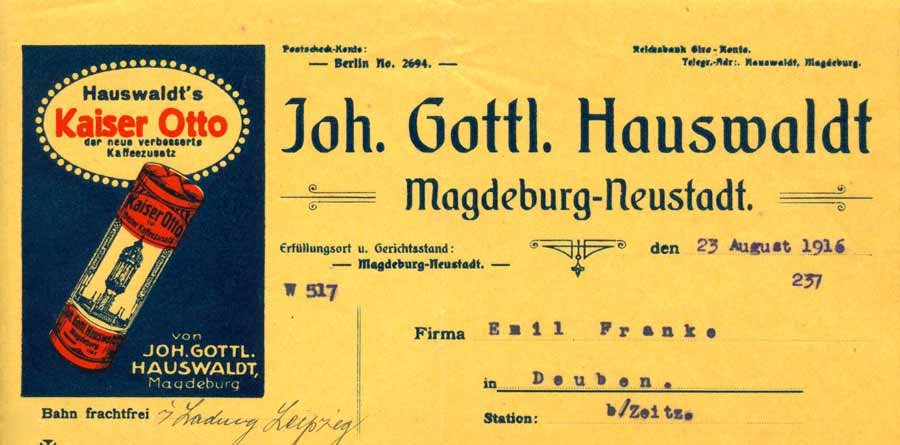 Hauswaldt's
Kaiser Otto
der neue verbesserte
Kaffeezusatz
Kaiser Otto
von
JOH. GOTTL.
HAUSWALDT,
Magdeburg
Postscheck-Konto:
— Berlin No. 2694. —
Reichsbank Giro-Konto.
Telegr.-Adr.: Hauswaldt, Magdeburg.
Joh. Gottl. Hauswaldt
Magdeburg-Neustadt.
Erfüllungsort u. Gerichtsstand:
— Magdeburg-Neustadt. —
den 23 August 1916
W 517
237
Firma Emil Franke
in Deuben.
Station: b/Zeitz.
Bahn frachtfrei Ladung Leipzig